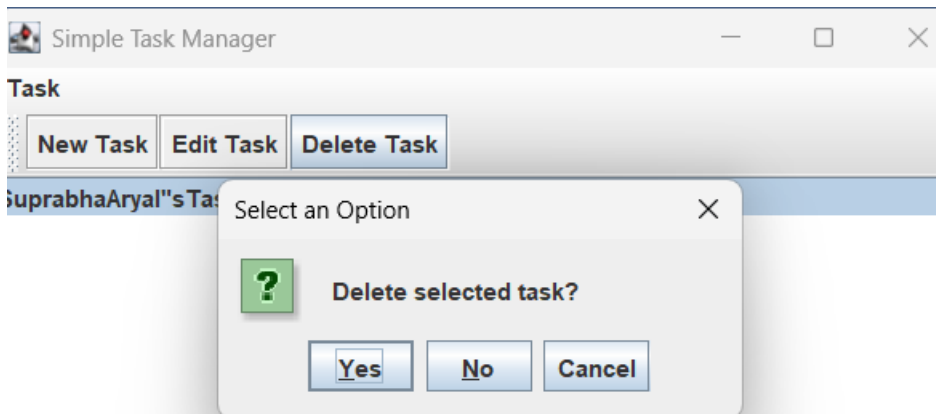 Simple Task Manager
Task
New Task Edit Task Delete Task
SuprabhaAryal"sTas
Select an Option
?
Delete selected task?
Yes No Cancel